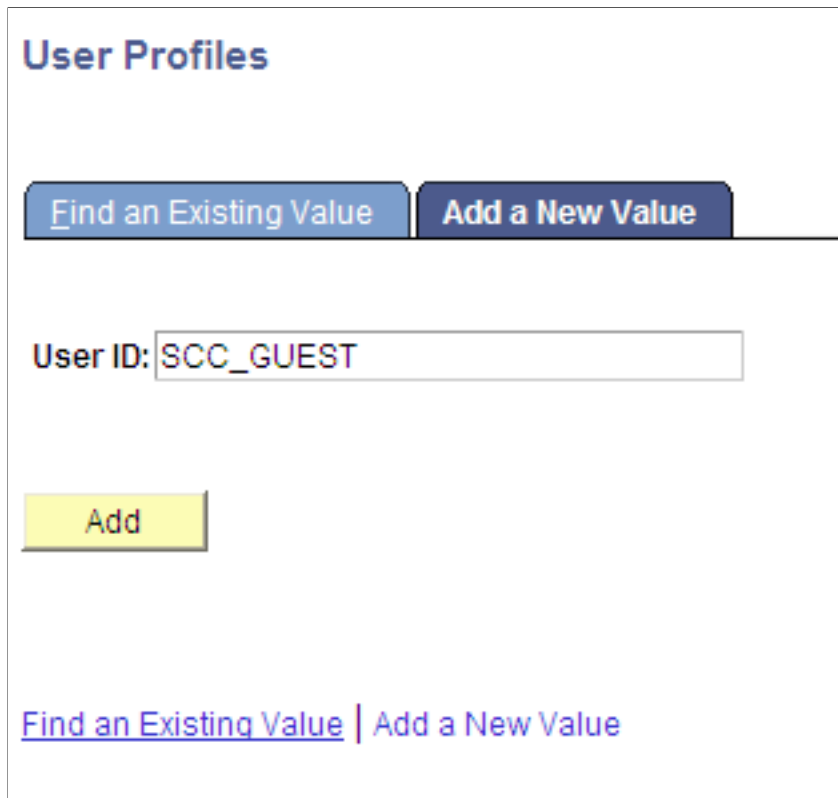 User Profiles
Find an Existing Value Add a New Value
User ID: SCC_GUEST
Add
Find an Existing Value | Add a New Value